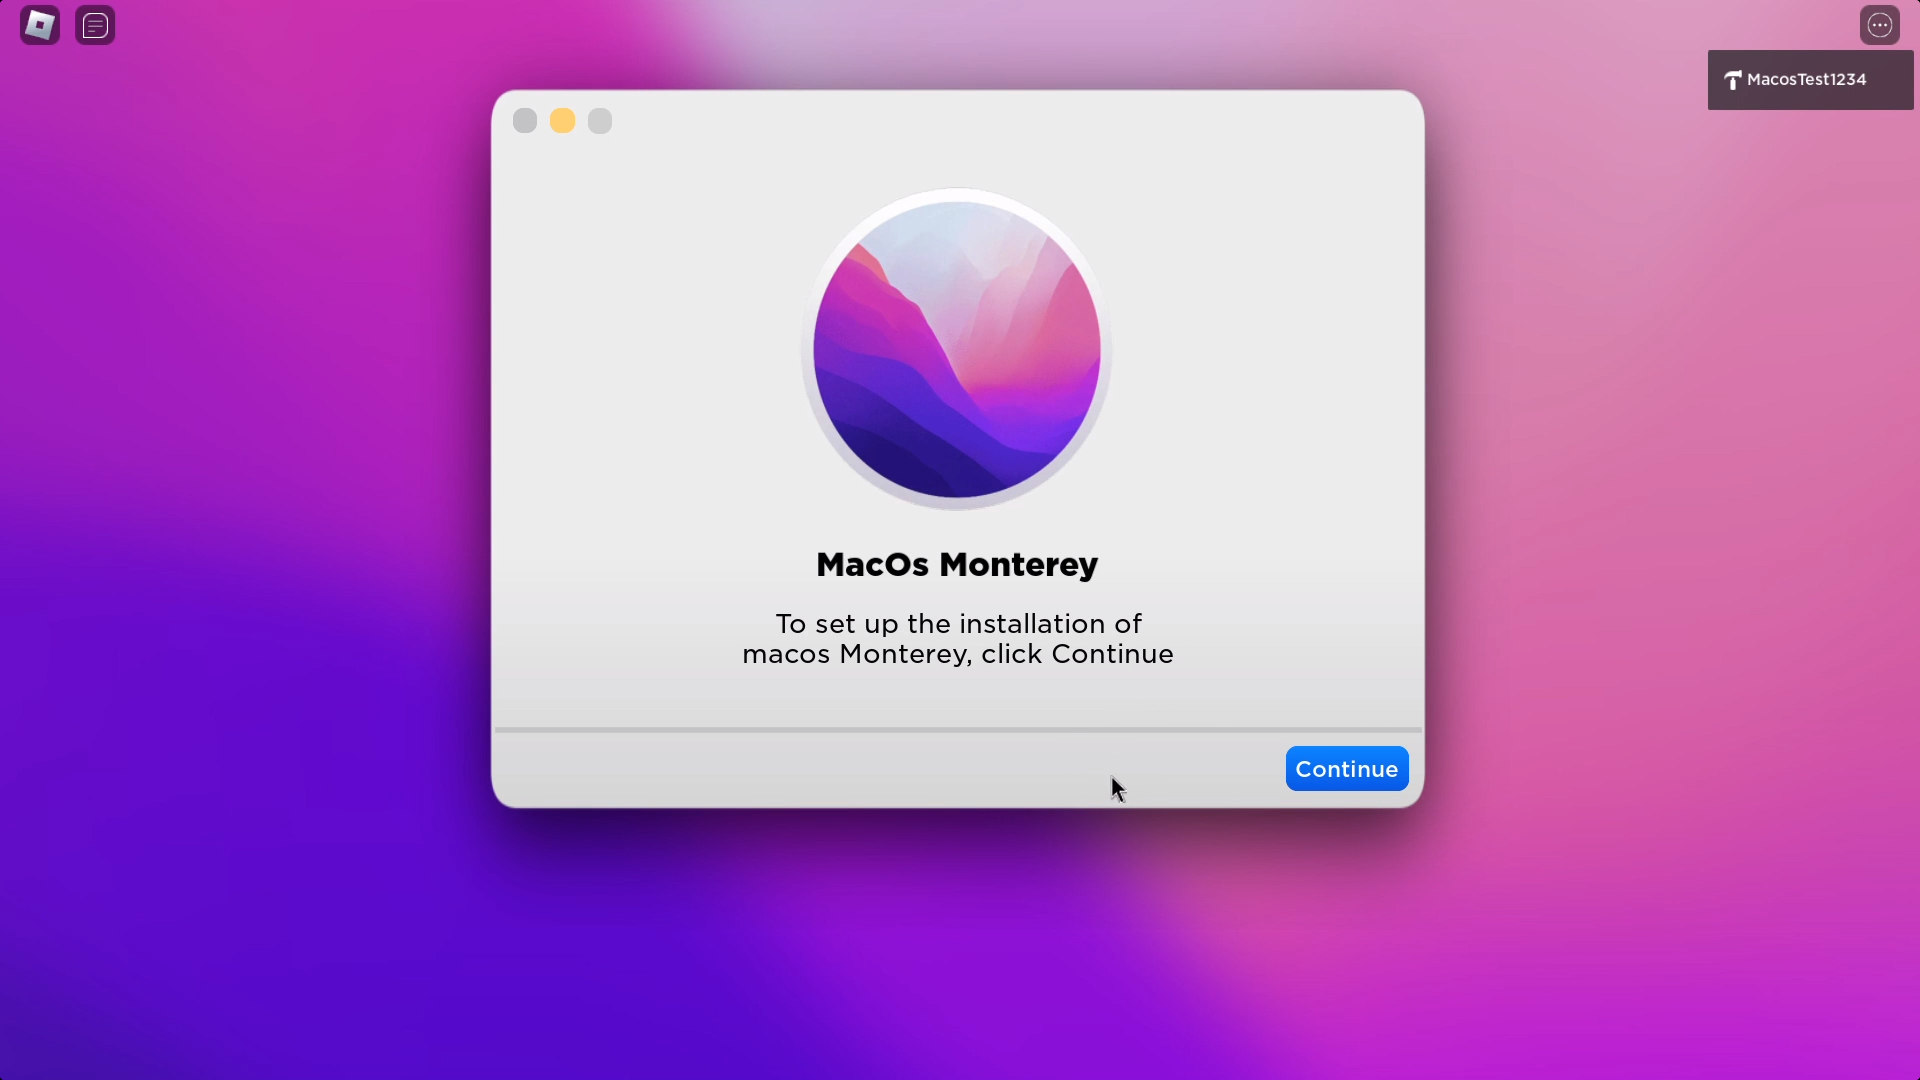 MacosTest1234
MacOs Monterey
To set up the installation of
macos Monterey, click Continue
Continue